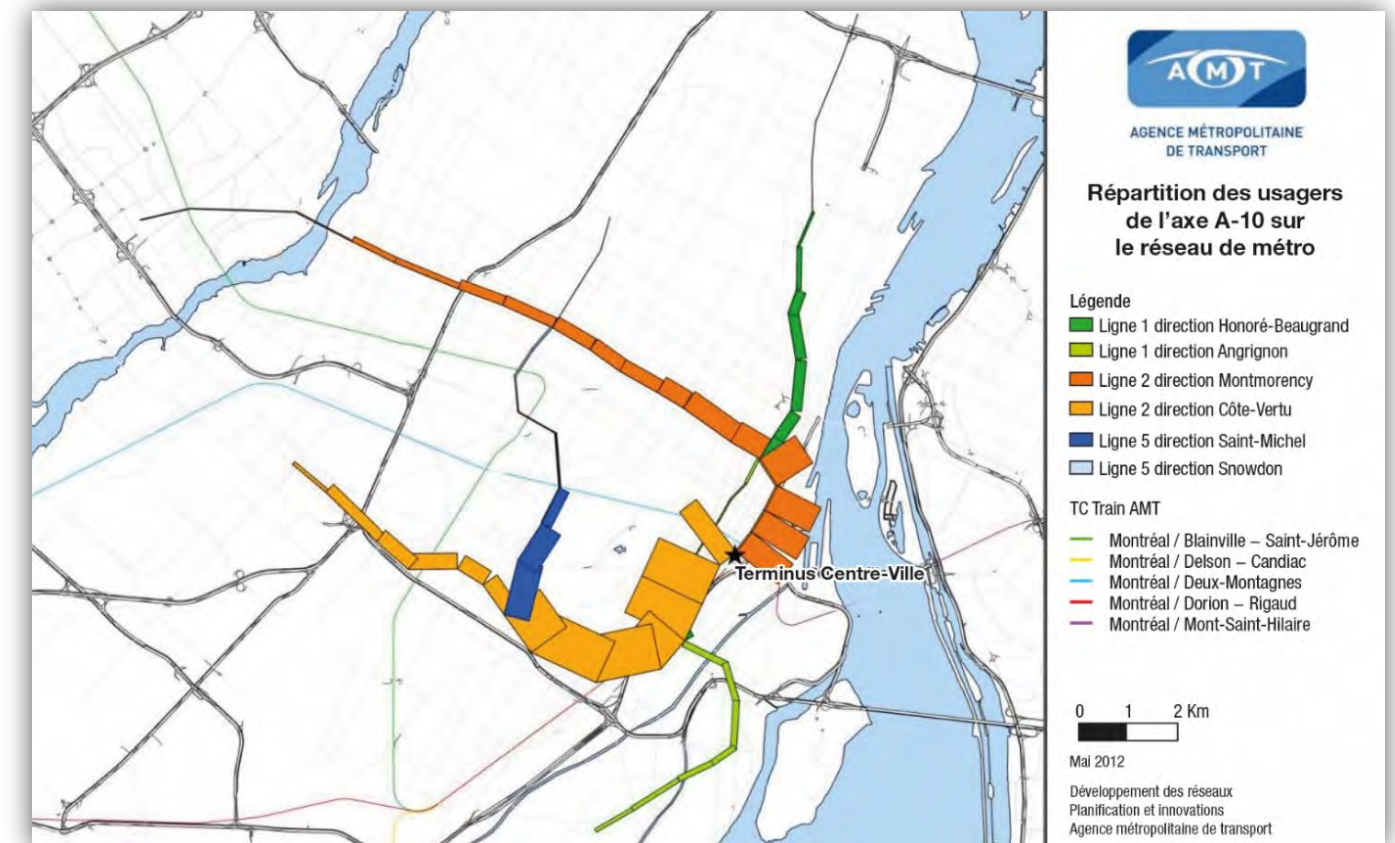 AMT
AGENCE MÉTROPOLITAINE
DE TRANSPORT
Répartition des usagers
de l'axe A-10 sur
le réseau de métro
Légende
Ligne 1 direction Honoré-Beaugrand
Ligne 1 direction Angrignon
Ligne 2 direction Montmorency
Ligne 2 direction Côte-Vertu
Ligne 5 direction Saint-Michel
Ligne 5 direction Snowdon
TC Train AMT
Montréal / Blainville – Saint-Jérôme
Montréal / Delson – Candiac
Montréal / Deux-Montagnes
Montréal / Dorion – Rigaud
Montréal / Mont-Saint-Hilaire
0 1 2 Km
Mai 2012
Développement des réseaux
Planification et innovations
Agence métropolitaine de transport
Terminus Centre-Ville